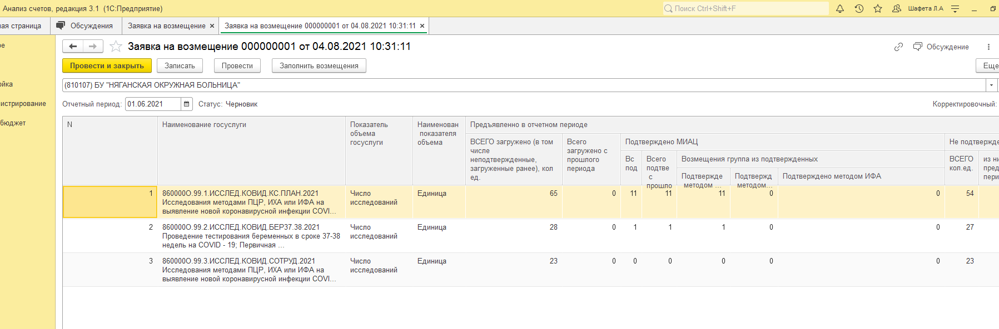 Анализ счетов, редакция 3.1 (1С:Предприятие)
Поиск Ctrl+Shift+F
Шафета Л.А
ая страница
Обсуждения
Заявка на возмещение ×
Заявка на возмещение 000000001 от 04.08.2021 10:31:11 ×
ре
ойка
истрирование
бюджет
Заявка на возмещение 000000001 от 04.08.2021 10:31:11
Обсуждение
Провести и закрыть
Записать
Провести
Заполнить возмещения
Еще
(810107) БУ "НЯГАНСКАЯ ОКРУЖНАЯ БОЛЬНИЦА"
Отчетный период: 01.06.2021
Статус: Черновик
Корректировочный:
N
Наименование госуслуги
Показатель
объема
госуслуги
Наименован
показателя
объема
Предъявленно в отчетном периоде
ВСЕГО загружено (в том
числе
неподтвержденные,
загруженные ранее), кол
ед.
Всего
загружено с
прошлого
периода
Подтверждено МИАЦ
Вс
под
Всего
подтве
с
прошло
Возмещения группа из подтвержденных
Подтвержде
методом ...
Подтвержд
методом...
Подтверждено методом ИФА
Не подтвержде
ВСЕГО
кол.ед.
из ни
пред
пери
1
860000О.99.1.ИССЛЕД.КОВИД.КС.ПЛАН.2021
Исследования методами ПЦР, ИХА или ИФА на
выявление новой коронавирусной инфекции COVI...
Число
исследований
Единица
65
0
11
11
11
0
0
54
2
860000О.99.2.ИССЛЕД.КОВИД.БЕР37.38.2021
Проведение тестирования беременных в сроке 37-38
недель на COVID - 19; Первичная ...
Число
исследований
Единица
28
0
1
1
1
0
0
27
3
860000О.99.3.ИССЛЕД.КОВИД.СОТРУД.2021
Исследования методами ПЦР, ИХА или ИФА на
выявление новой коронавирусной инфекции COVI...
Число
исследований
Единица
23
0
0
0
0
0
0
23